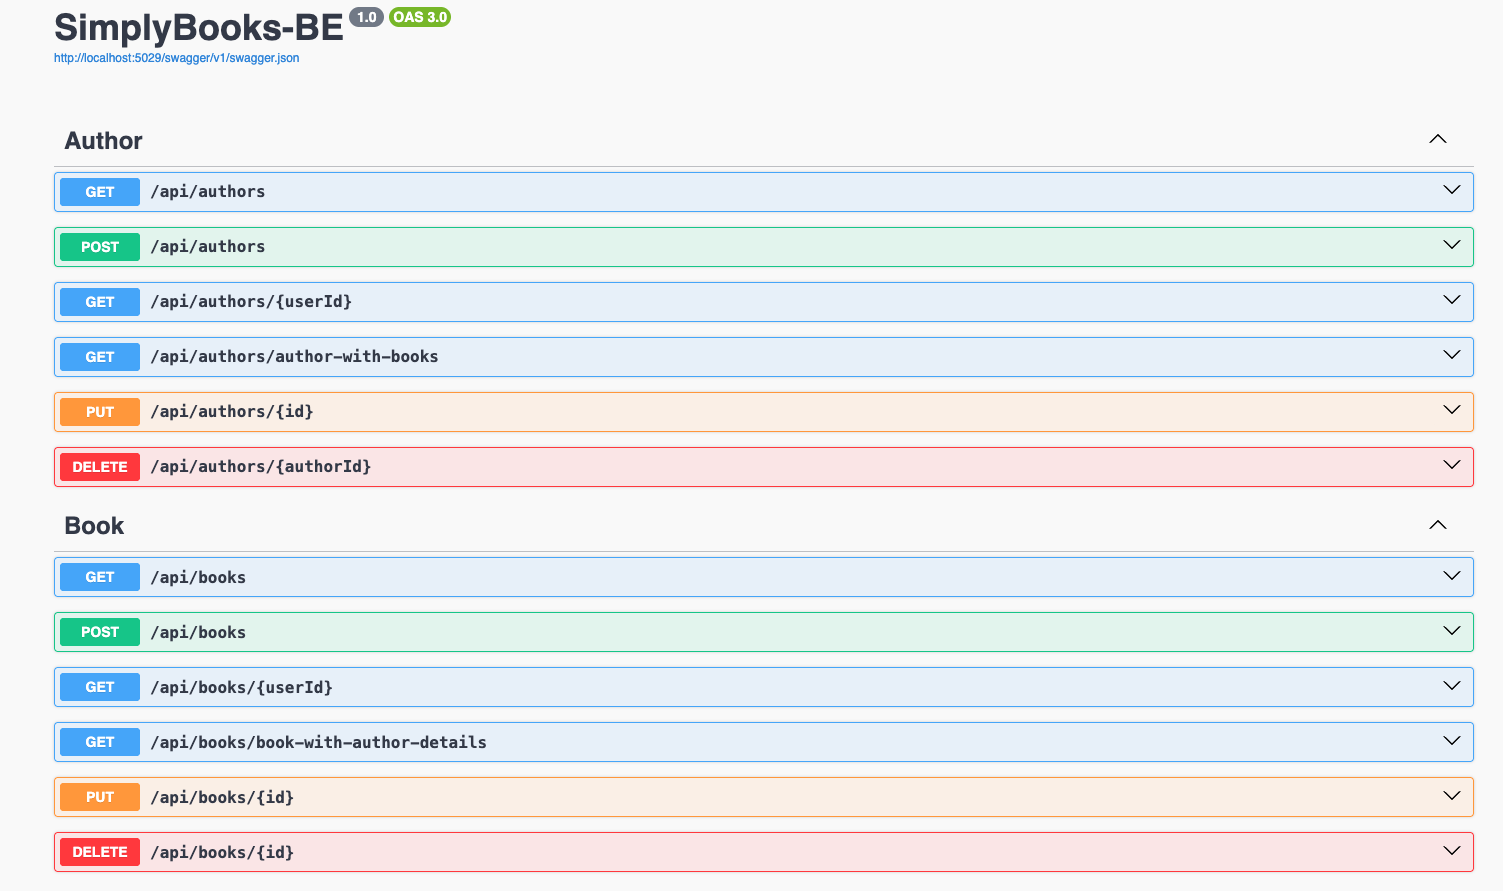 SimplyBooks-BE 1.0 OAS 3.0
http://localhost:5029/swagger/v1/swagger.json
Author
GET /api/authors
POST /api/authors
GET /api/authors/{userId}
GET /api/authors/author-with-books
PUT /api/authors/{id}
DELETE /api/authors/{authorId}
Book
GET /api/books
POST /api/books
GET /api/books/{userId}
GET /api/books/book-with-author-details
PUT /api/books/{id}
DELETE /api/books/{id}